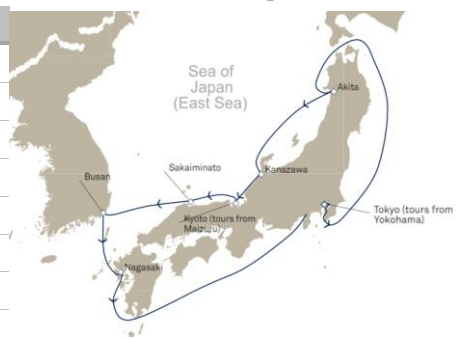 Sea of
Japan
(East Sea)
Akita
Sakaiminato
Kanazawa
Busan
Kyoto (tours from
Maizuru)
Tokyo (tours from
Yokohama)
Nagasaki